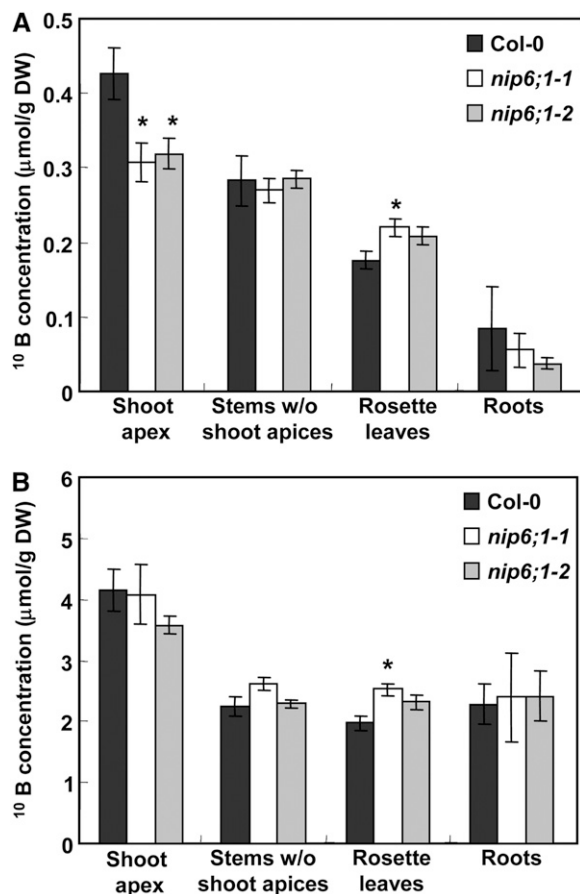 A
0.5
0.4
0.3
0.2
0.1
0
¹⁰ B concentration (μmol/g DW)
Col-0
nip6;1-1
nip6;1-2
* *
*
Shoot apex
Stems w/o shoot apices
Rosette leaves
Roots
B
6
5
4
3
2
1
0
¹⁰ B concentration (μmol/g DW)
Col-0
nip6;1-1
nip6;1-2
*
Shoot apex
Stems w/o shoot apices
Rosette leaves
Roots